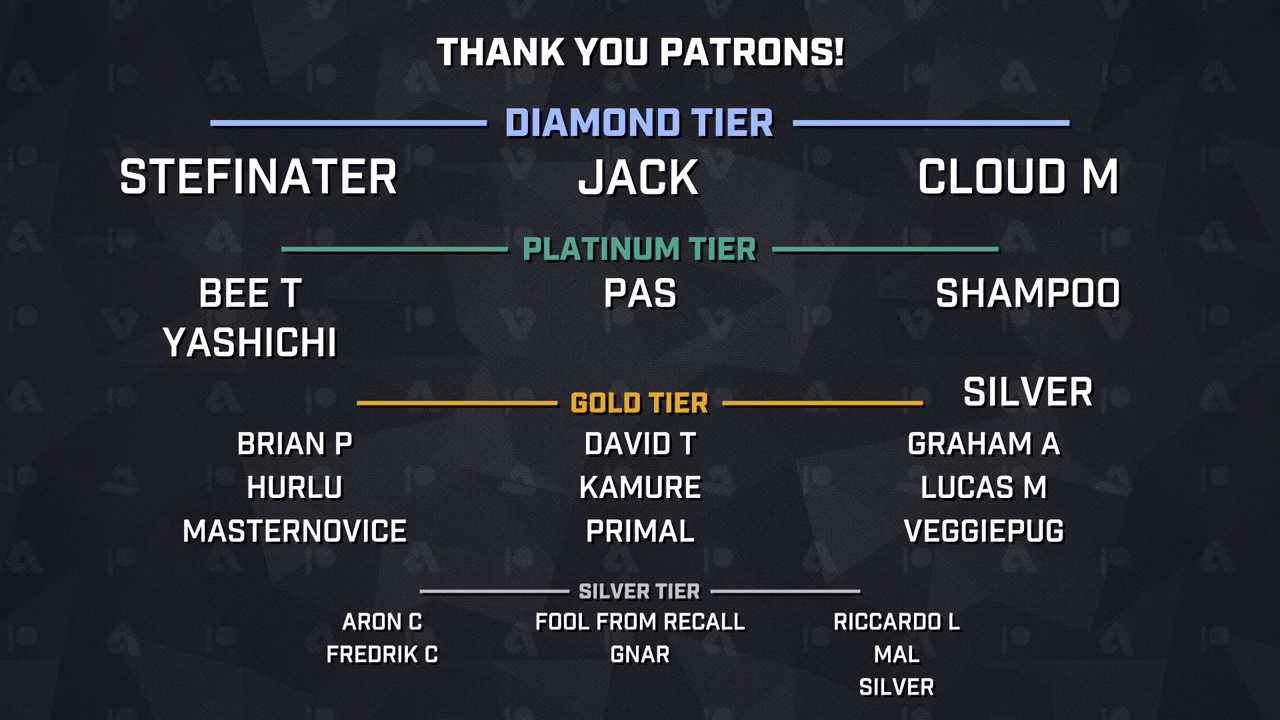 THANK YOU PATRONS!
DIAMOND TIER
STEFINATER JACK CLOUD M
PLATINUM TIER
BEE T PAS SHAMPOO
YASHICHI
SILVER
GOLD TIER
BRIAN P DAVID T GRAHAM A
HURLU KAMURE LUCAS M
MASTERNOVICE PRIMAL VEGGIEPUG
SILVER TIER
ARON C FOOL FROM RECALL RICCARDO L
FREDRIK C GNAR MAL
SILVER